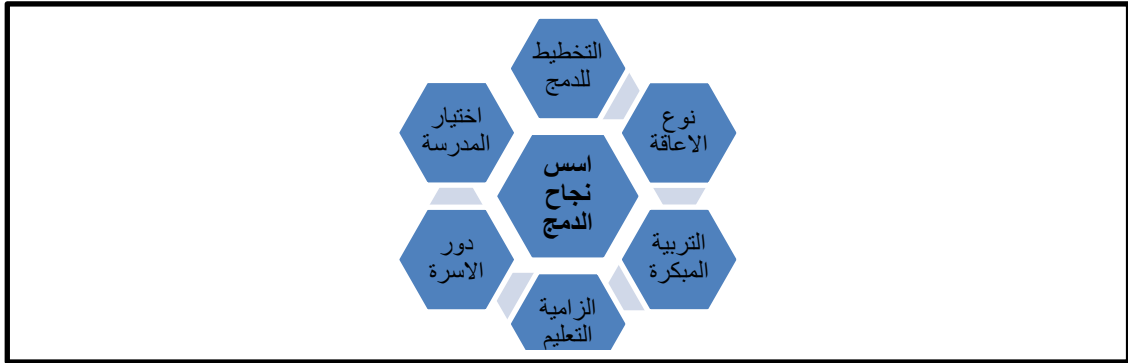 التخطيط
للدمج
نوع
الاعاقة
التربية
المبكرة
الزامية
التعليم
دور
الاسرة
اختيار
المدرسة
اسس
نجاح
الدمج